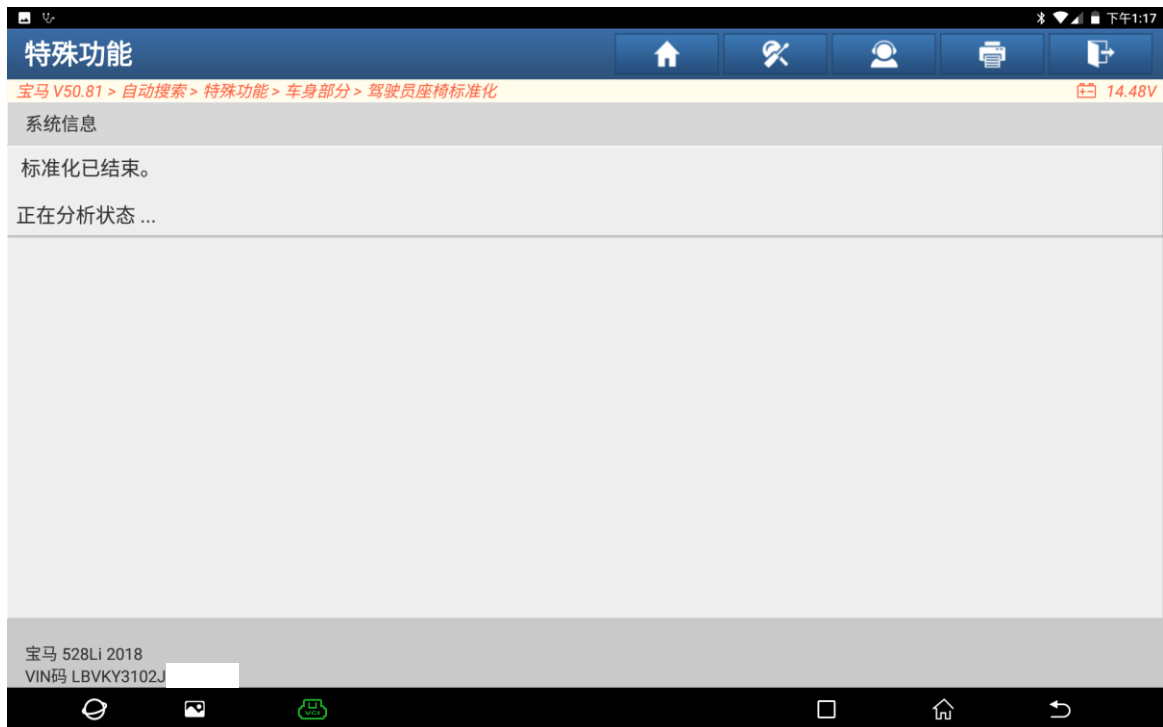 下午1:17
特殊功能
宝马 V50.81 > 自动搜索 > 特殊功能 > 车身部分 > 驾驶员座椅标准化
14.48V
系统信息
标准化已结束。
正在分析状态 ...
宝马 528Li 2018
VIN码 LBVKY3102J
VCI